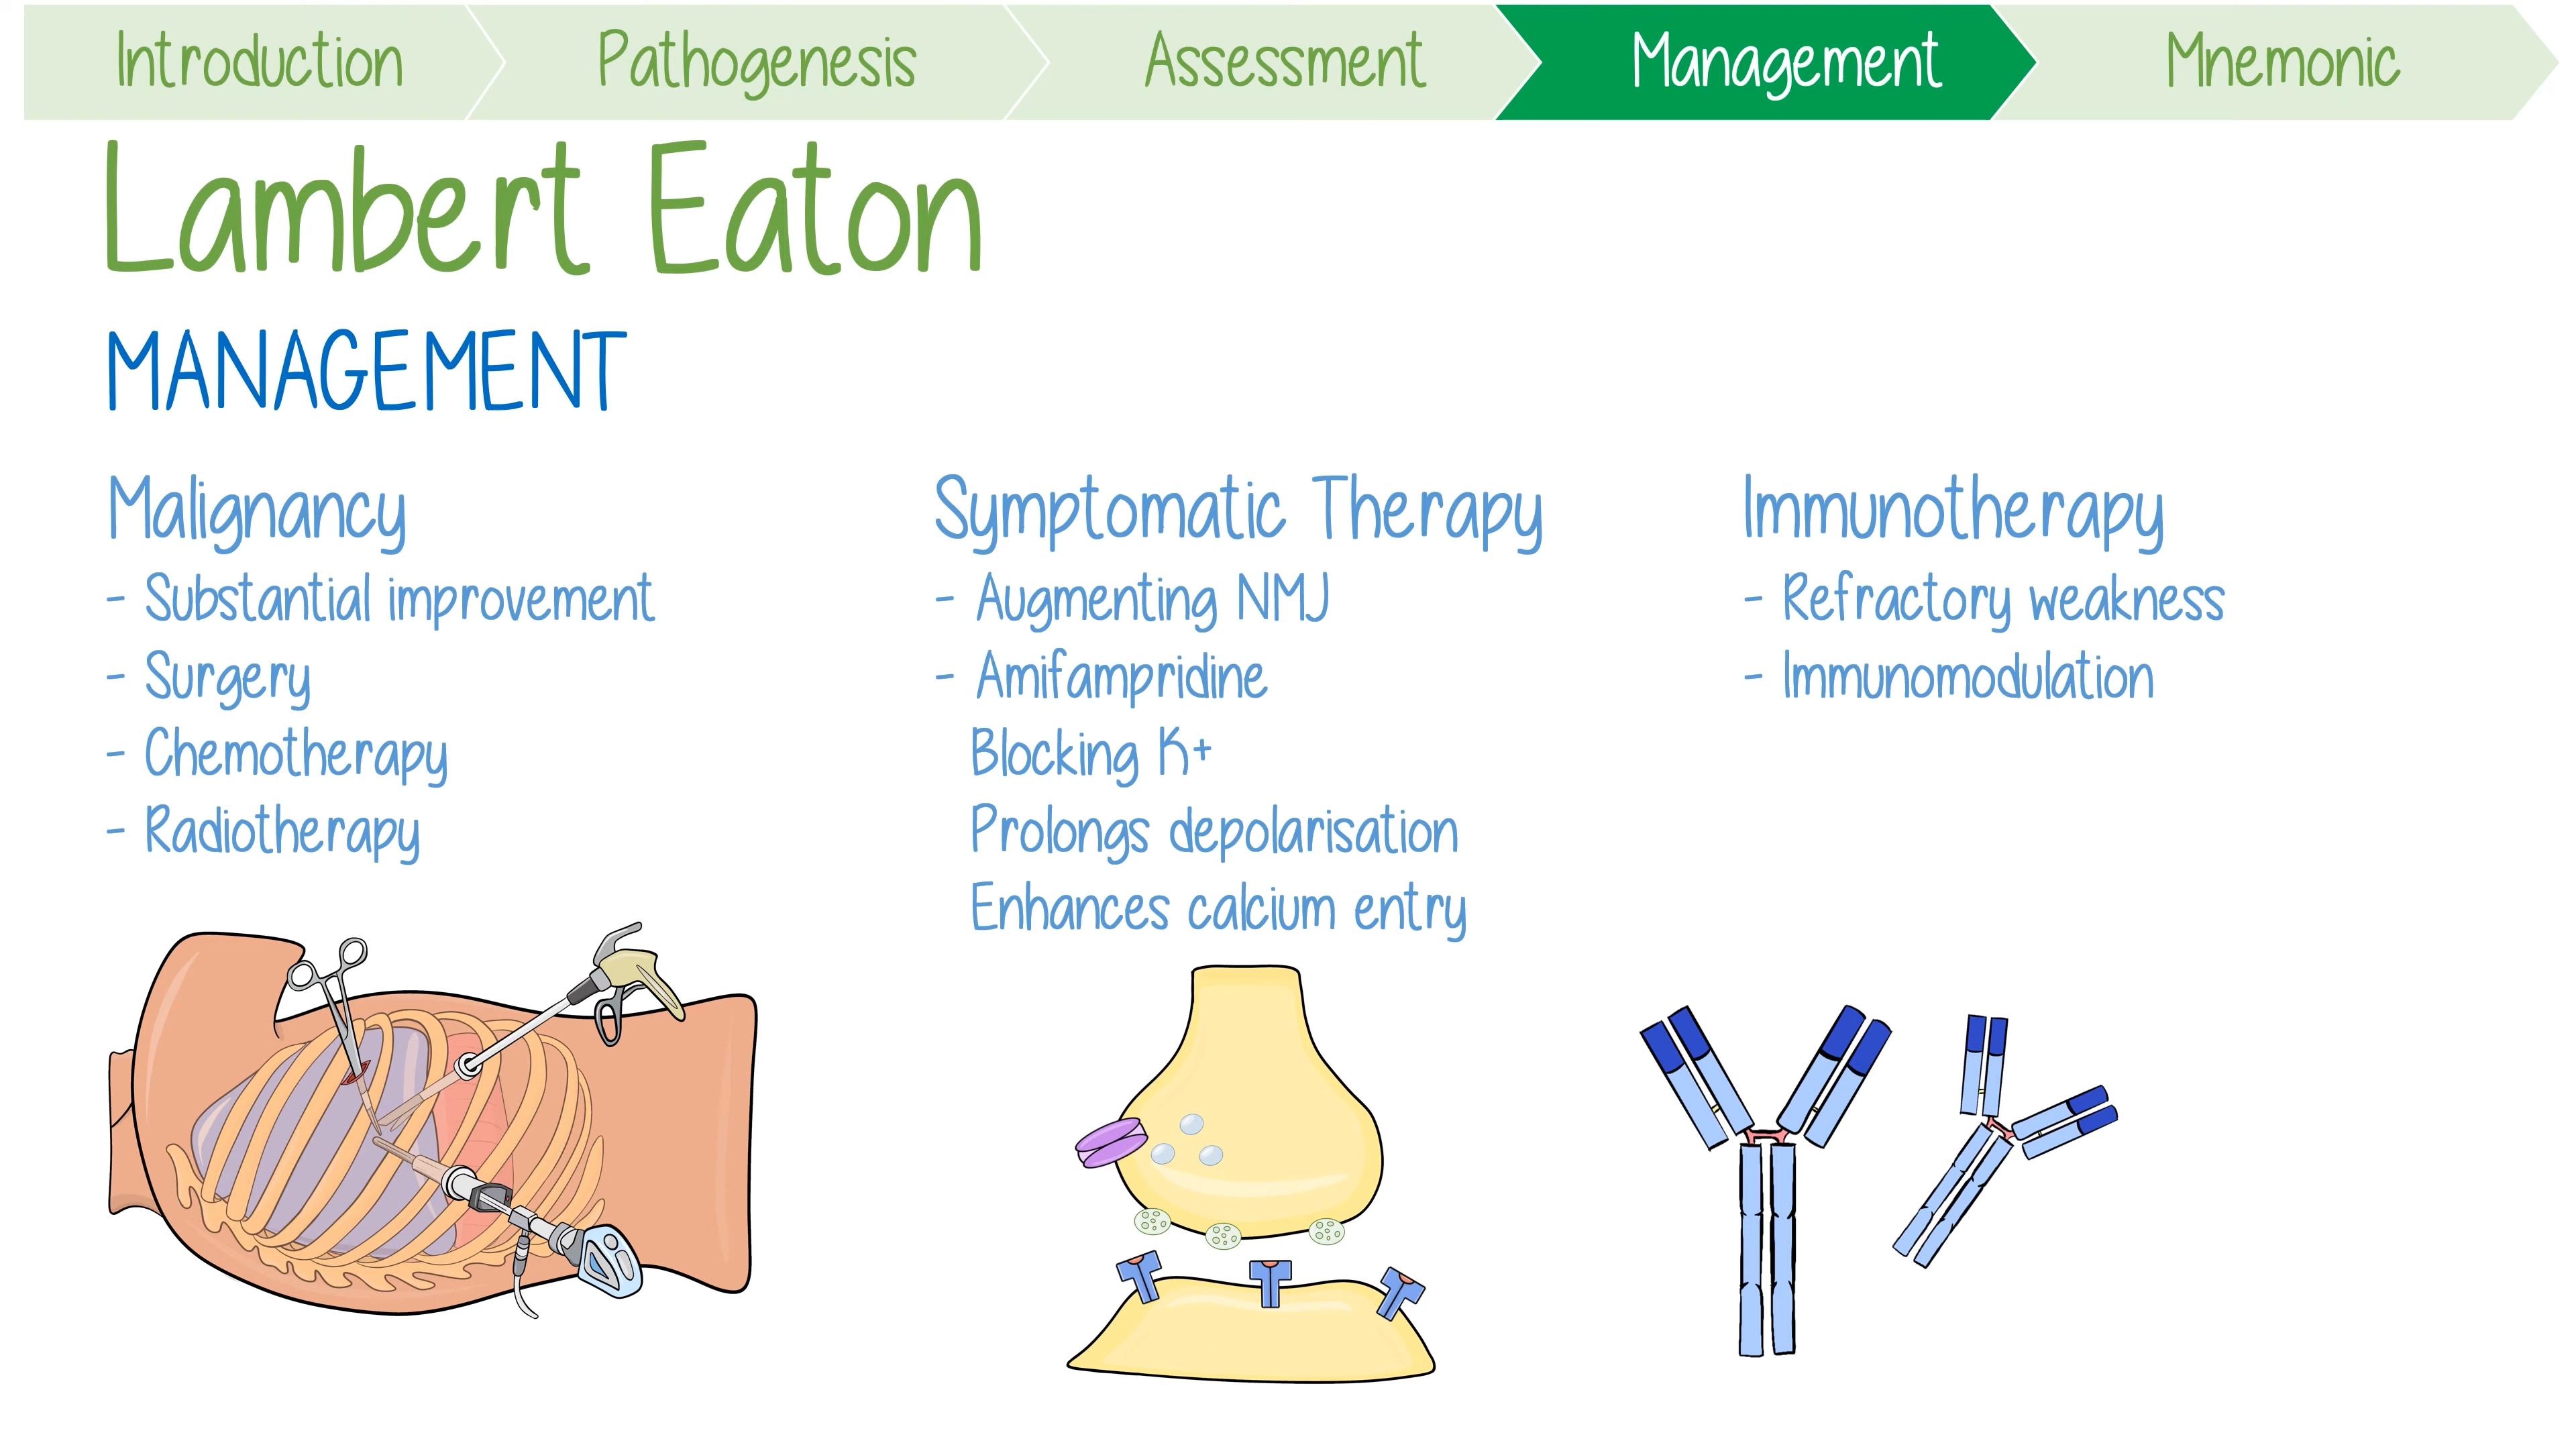 Introduction
Pathogenesis
Assessment
Management
Mnemonic
Lambert Eaton
MANAGEMENT
Malignancy
- Substantial improvement
- Surgery
- Chemotherapy
- Radiotherapy
Symptomatic Therapy
- Augmenting NMJ
- Amifampridine
Blocking K+
Prolongs depolarisation
Enhances calcium entry
Immunotherapy
- Refractory weakness
- Immunomodulation